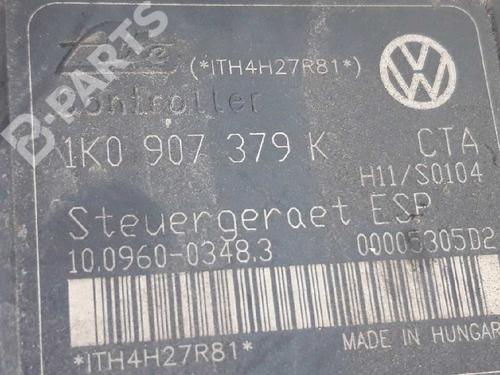 B-PARTS
(*ITH4H27R81*)
Controller
1K0 907 379 K CTA
H11/S0104
Steuergeraet ESP
10.0960-0348.3 00005305D2
*ITH4H27R81*
MADE IN HUNGAR